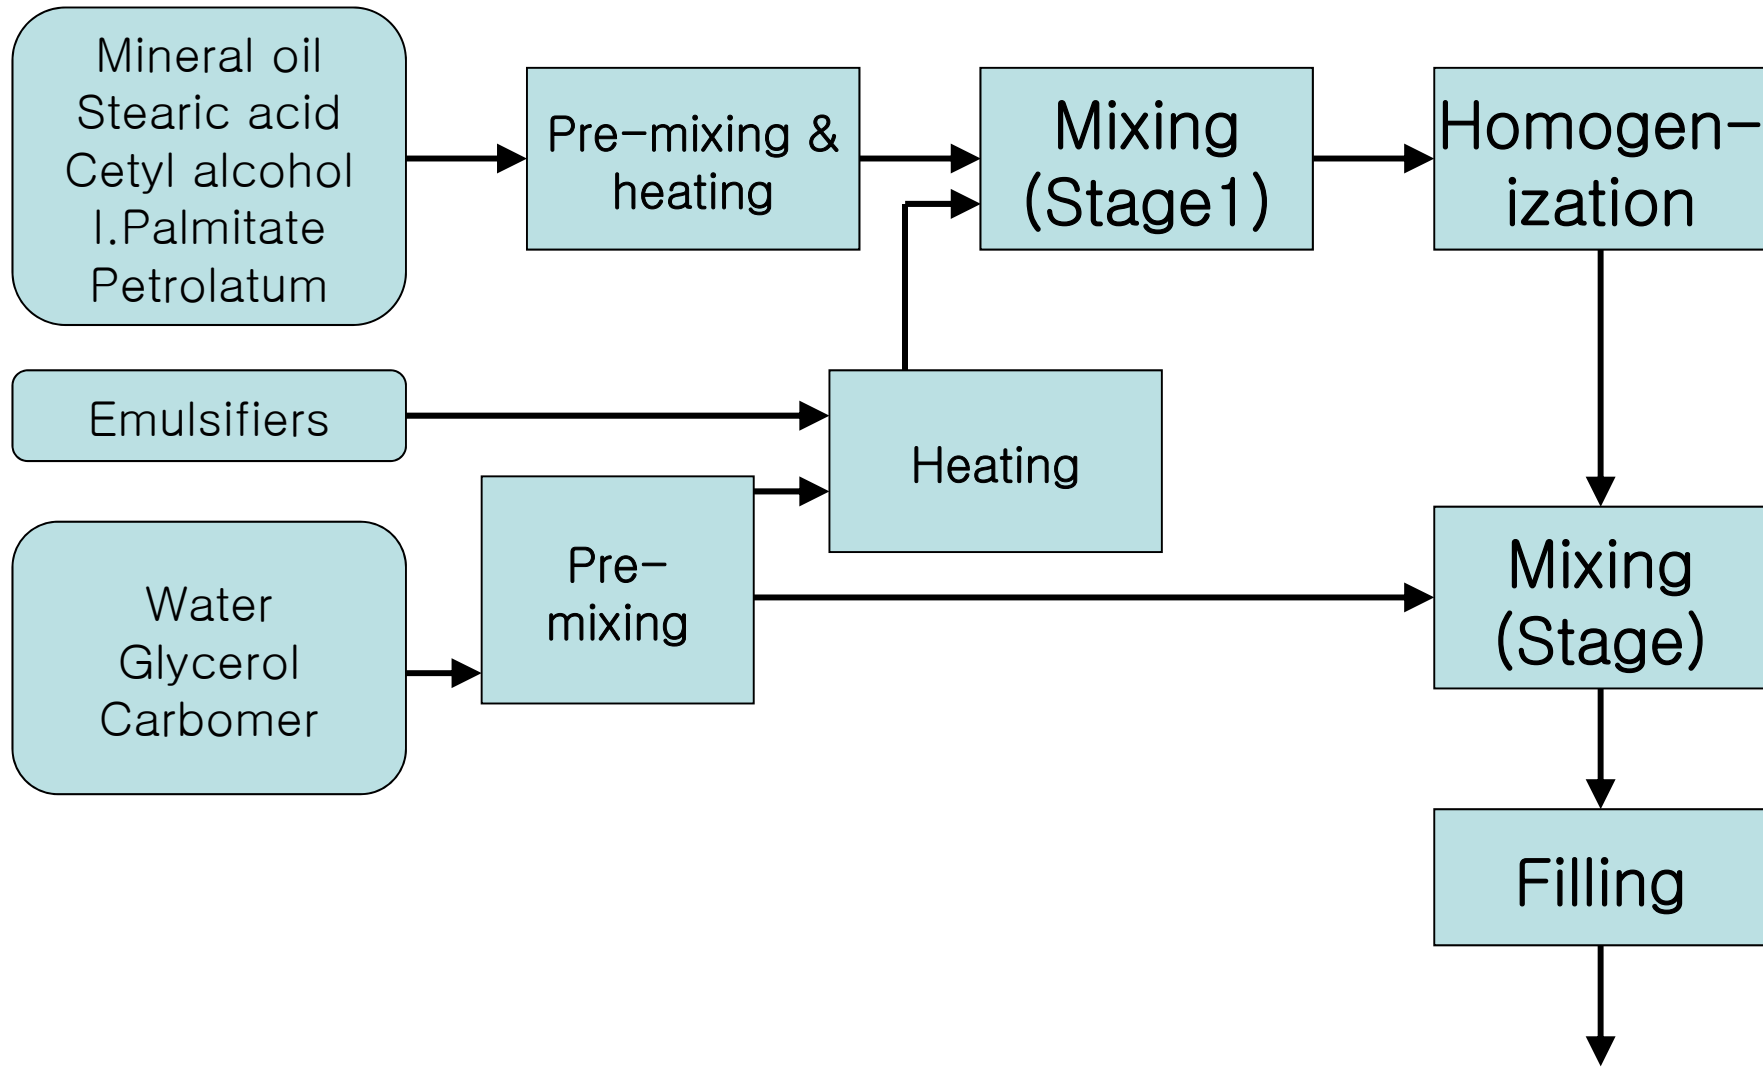 Mineral oil
Stearic acid
Cetyl alcohol
I.Palmitate
Petrolatum
Pre-mixing &
heating
Mixing
(Stage1)
Homogen-
ization
Emulsifiers
Heating
Pre-
mixing
Water
Glycerol
Carbomer
Mixing
(Stage)
Filling